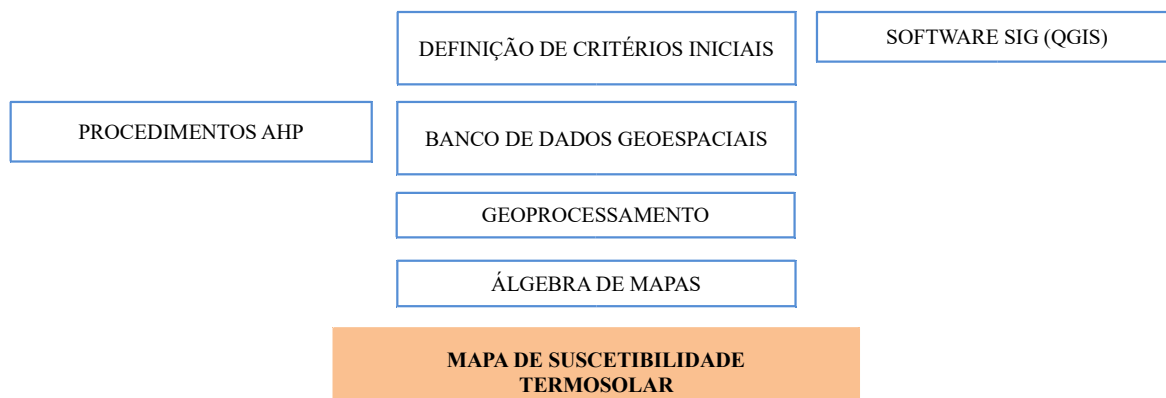 DEFINIÇÃO DE CRITÉRIOS INICIAIS
SOFTWARE SIG (QGIS)
PROCEDIMENTOS AHP
BANCO DE DADOS GEOESPACIAIS
GEOPROCESSAMENTO
ÁLGEBRA DE MAPAS
MAPA DE SUSCETIBILIDADE
TERMOSOLAR